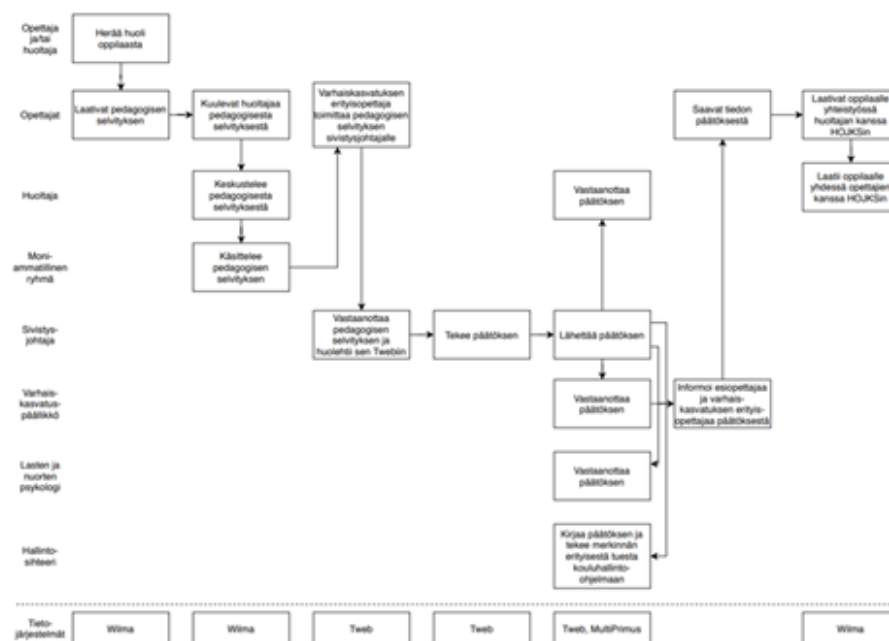 Opettaja
ja/tai
huoltaja
Herää huoli
oppilaasta
Opettajat
Laativat pedagogisen
selvityksen
Kuulevat huoltajaa
pedagogisesta
selvityksestä
Varhaiskasvatuksen
erityisopettaja
toimittaa pedagogisen
selvityksen
sivistysjohtajalle
Saavat tiedon
päätöksestä
Laativat oppilaalle
yhteistyössä
huoltajan kanssa
HOJKSin
Huoltaja
Keskustelee
pedagogisesta
selvityksestä
Vastaanottaa
päätöksen
Laatii oppilaalle
yhdessä opettajien
kanssa HOJKSin
Moni-
ammatillinen
ryhmä
Käsittelee
pedagogisen
selvityksen
Sivistys-
johtaja
Vastaanottaa
pedagogisen
selvityksen ja
huolehtii sen Twebiin
Tekee päätöksen
Lähettää päätöksen
Varhais-
kasvatus-
päällikkö
Vastaanottaa
päätöksen
Informoi esiopettajaa
ja varhais-
kasvatuksen erityis-
opettajaa päätöksestä
Lasten ja
nuorten
psykologi
Vastaanottaa
päätöksen
Hallinto-
sihteeri
Kirjaa päätöksen ja
tekee merkinnän
erityisestä tuesta
kouluhallinto-
ohjelmaan
Tieto-
järjestelmät
Wilma
Wilma
Tweb
Tweb
Tweb, MultiPrimus
Wilma